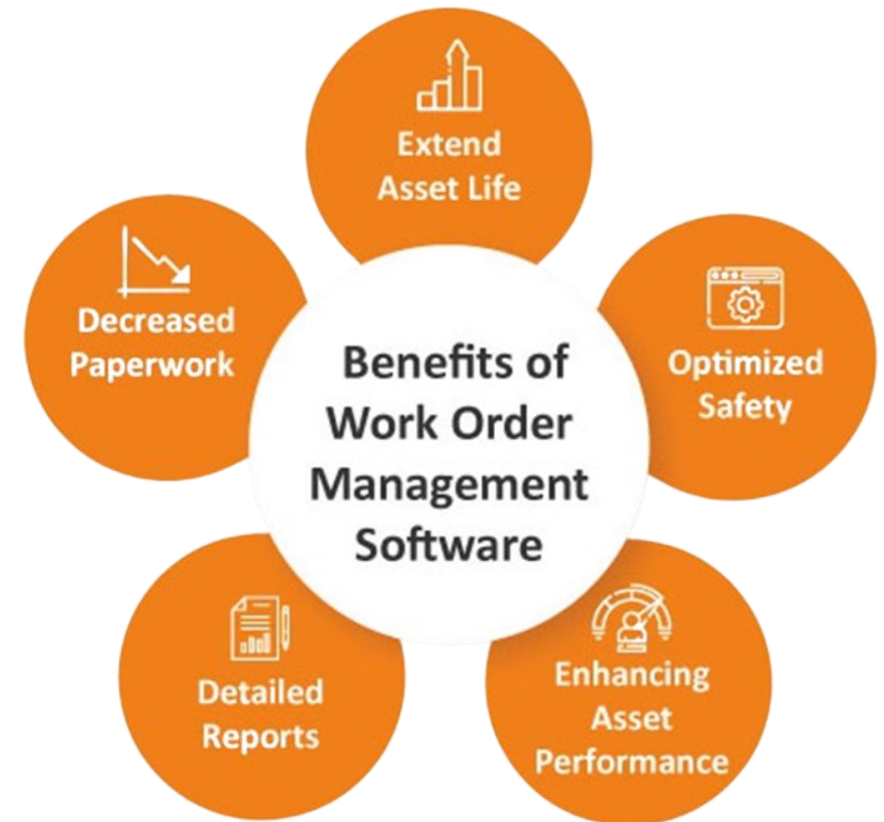 Extend
Asset Life
Decreased
Paperwork
Optimized
Safety
Benefits of
Work Order
Management
Software
Detailed
Reports
Enhancing
Asset
Performance